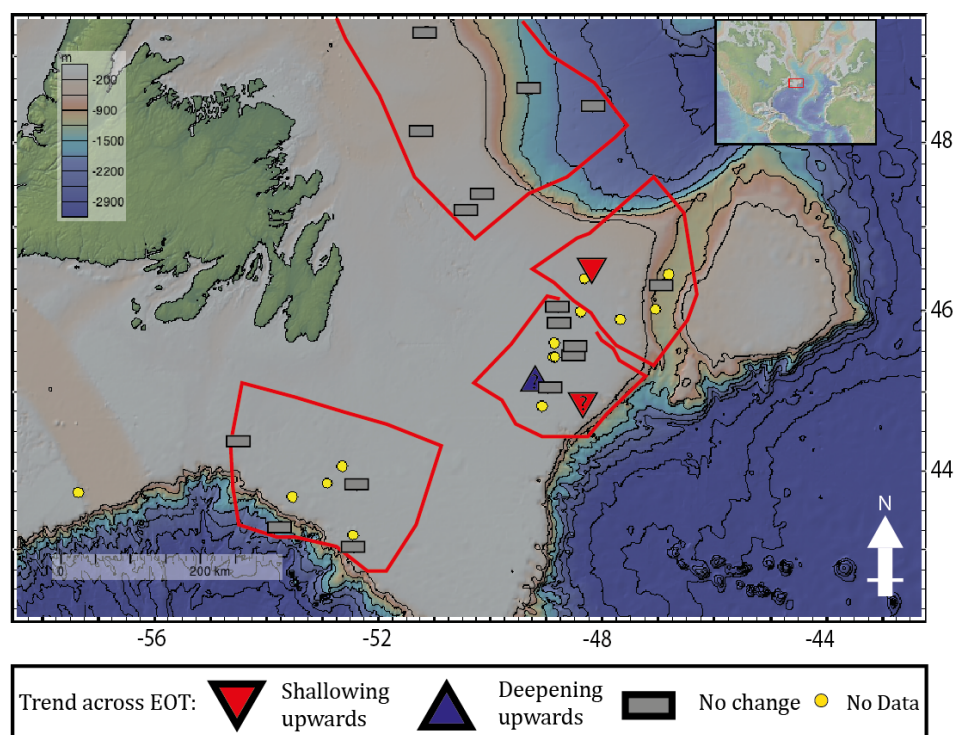 m
-200
-900
-1500
-2200
-2900
48
46
44
?
?
N
0
200 km
-56
-52
-48
-44
Trend across EOT:
Shallowing
upwards
Deepening
upwards
No change
No Data